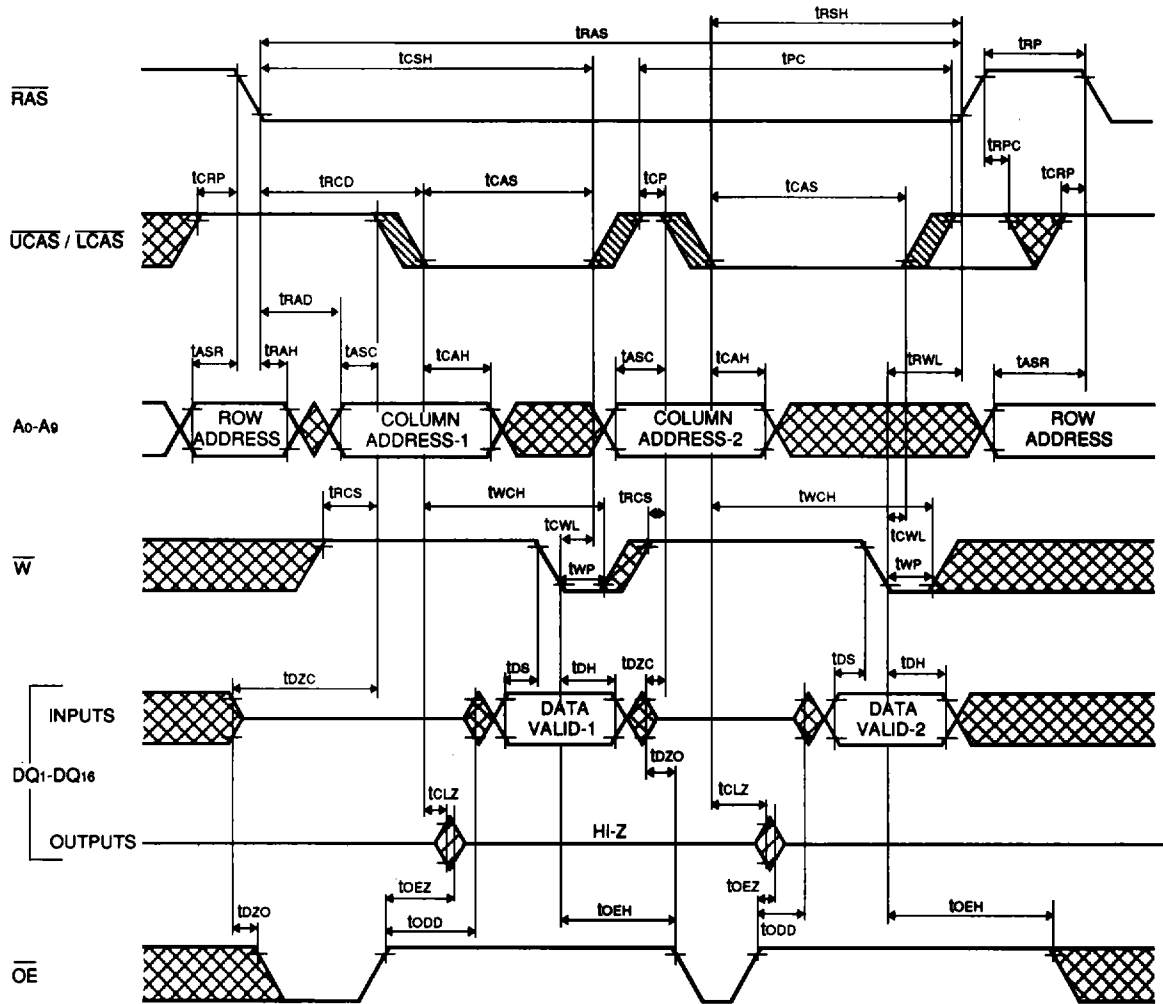 tRSH
tRAS
tRP
tCSH
tPC
RAS
tRPC
tCRP
tRCD
tCAS
tCP
tCAS
tCRP
UCAS / LCAS
tRAD
tASR
tRAH
tASC
tCAH
tASC
tCAH
tRWL
tASR
A0-A9
ROW
ADDRESS
COLUMN
ADDRESS-1
COLUMN
ADDRESS-2
ROW
ADDRESS
tRCS
tWCH
tRCS
tWCH
tCWL
tCWL
W
tWP
tWP
tDZC
tDS
tDH
tDZC
tDS
tDH
INPUTS
DATA
VALID-1
DATA
VALID-2
DQ1-DQ16
tDZO
tCLZ
tCLZ
OUTPUTS
HI-Z
tOEZ
tOEZ
tDZO
tODD
tOEH
tODD
tOEH
OE